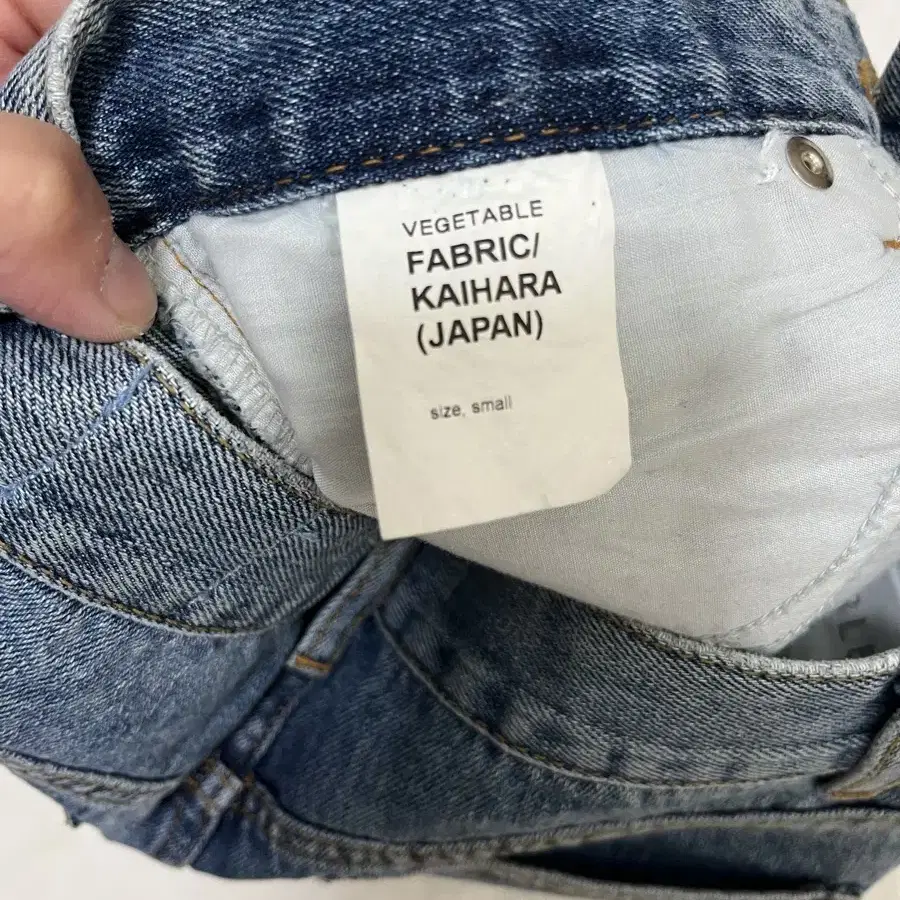 VEGETABLE
FABRIC/
KAIHARA
(JAPAN)
size, small